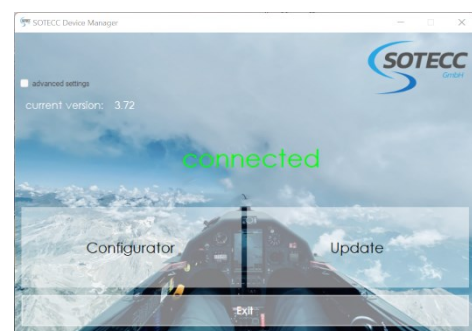 SOTECC Device Manager
SOTECC
GmbH
advanced settings
current version: 3.72
connected
Configurator
Update
Exit